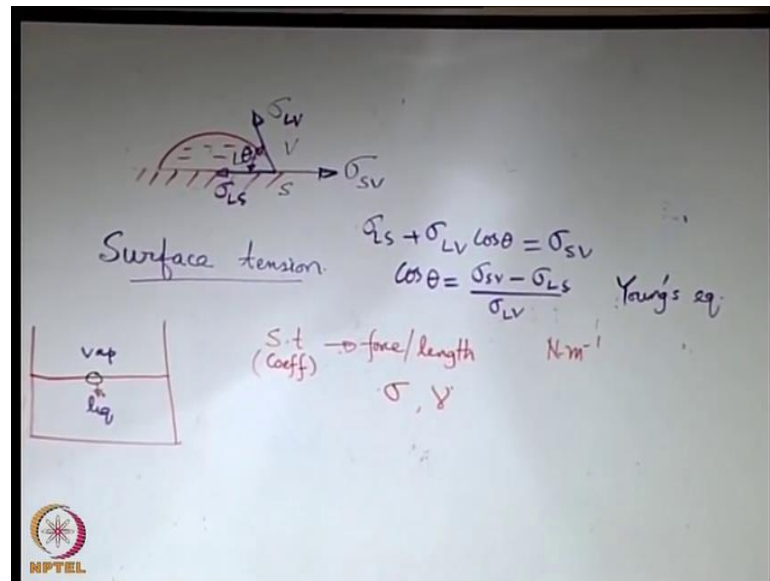 σLV
θ V
σLS S σSV
σLS + σLV cosθ = σSV
Surface tension.
cosθ = (σSV − σLS) / σLV Young's eq.
vap
liq
S.t → force/length N-m⁻¹
(Coeff)
σ, γ
NPTEL